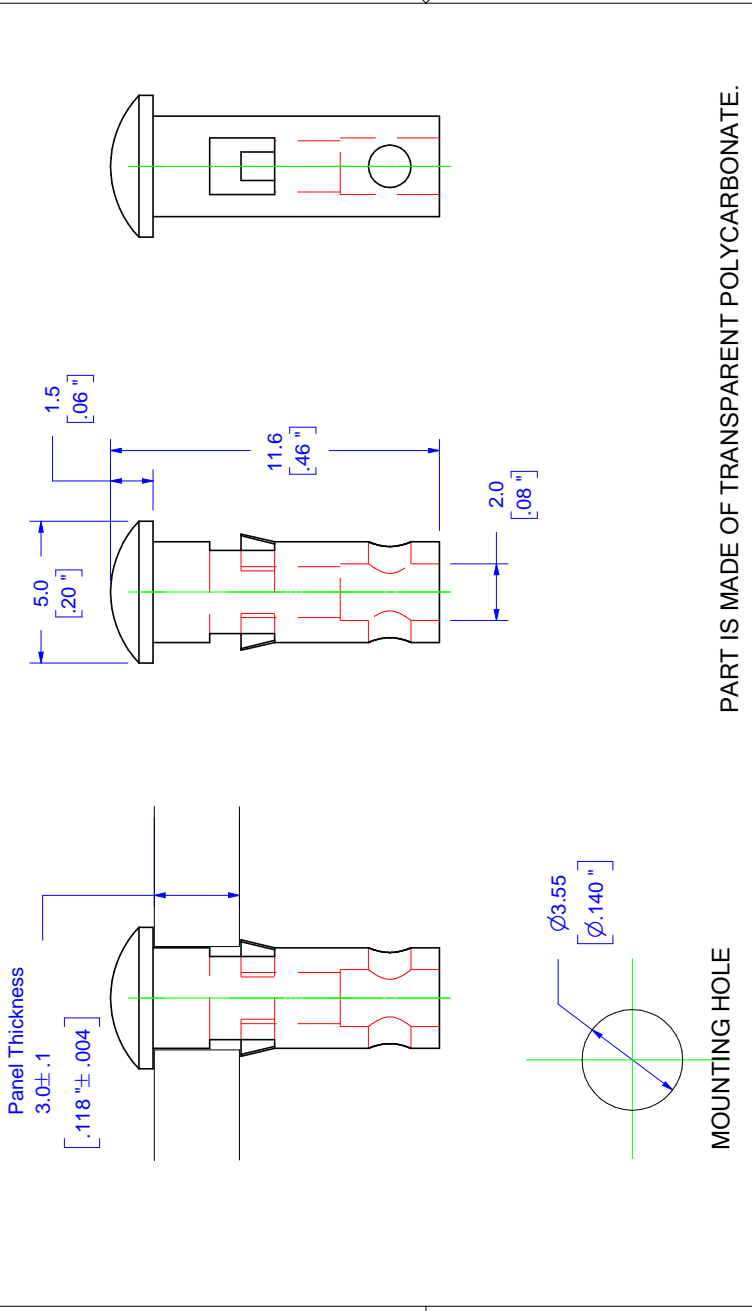 Panel Thickness
3.0±.1
[.118 "±.004]
5.0
[.20 "]
1.5
[.06 "]
11.6
[.46 "]
2.0
[.08 "]
Ø3.55
[Ø.140 "]
MOUNTING HOLE
PART IS MADE OF TRANSPARENT POLYCARBONATE.